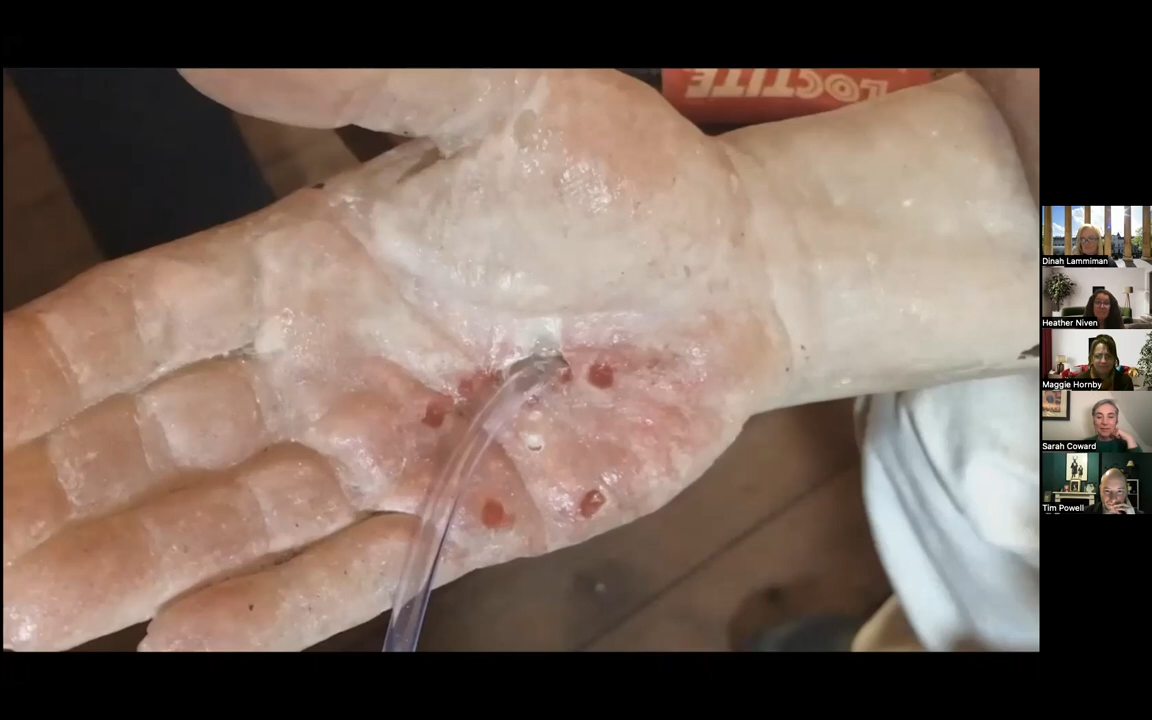 LOCTITE
Dinah Lammiman
Heather Niven
Maggie Hornby
Sarah Coward
Tim Powell